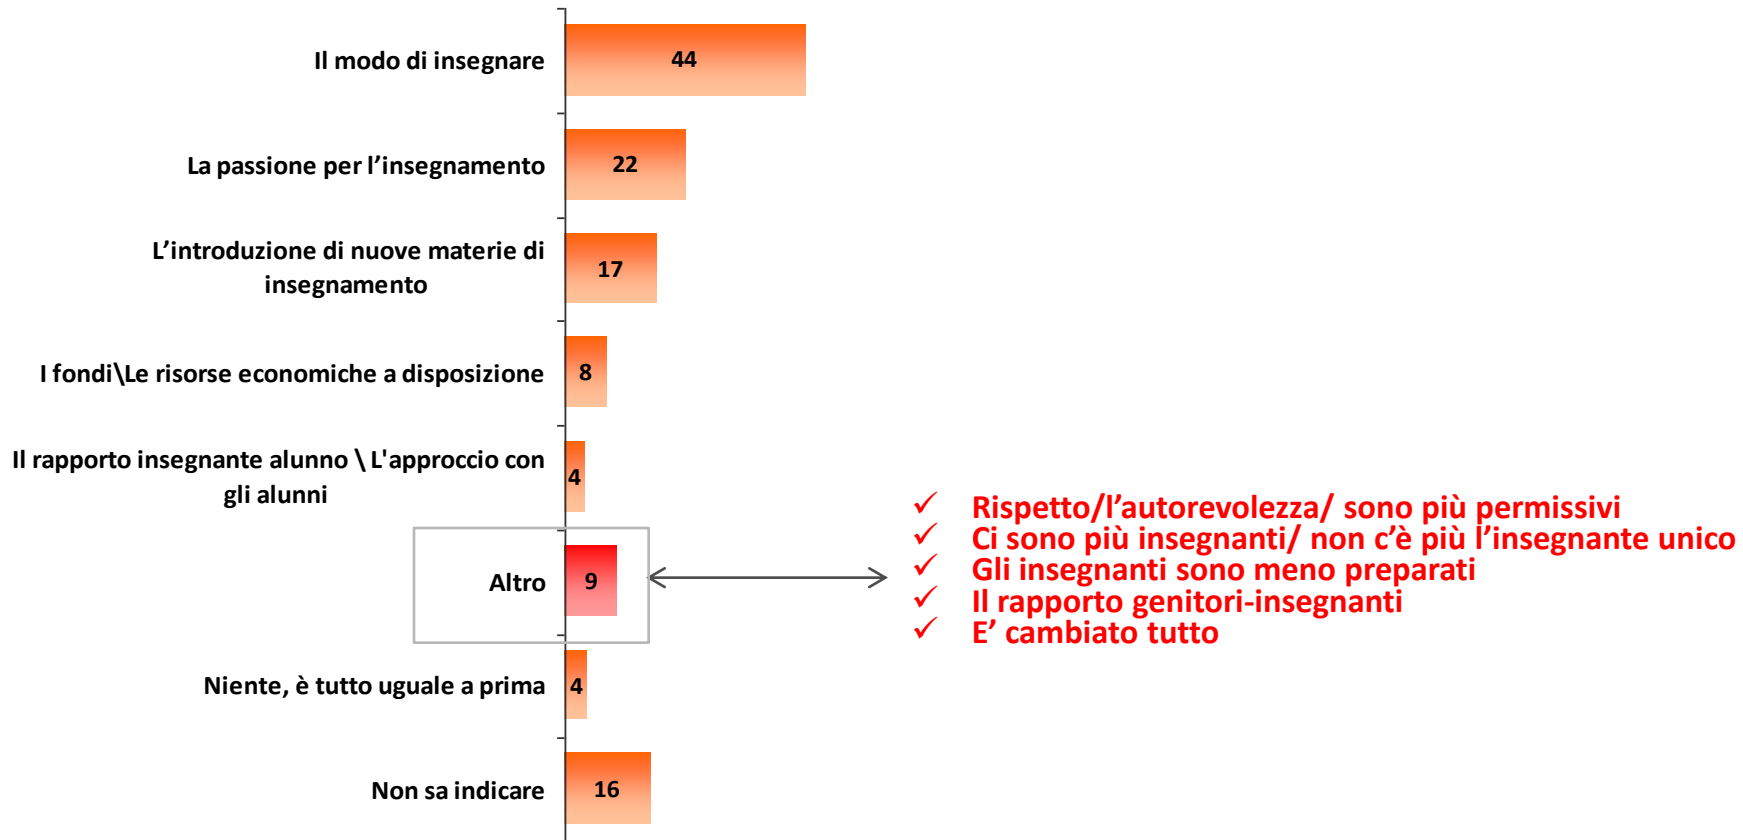 Il modo di insegnare
44
La passione per l’insegnamento
22
L’introduzione di nuove materie di
insegnamento
17
I fondi\Le risorse economiche a disposizione
8
Il rapporto insegnante alunno \ L'approccio con
gli alunni
4
Altro
9
✓ Rispetto/l’autorevolezza/ sono più permissivi
✓ Ci sono più insegnanti/ non c’è più l’insegnante unico
✓ Gli insegnanti sono meno preparati
✓ Il rapporto genitori-insegnanti
✓ E’ cambiato tutto
Niente, è tutto uguale a prima
4
Non sa indicare
16